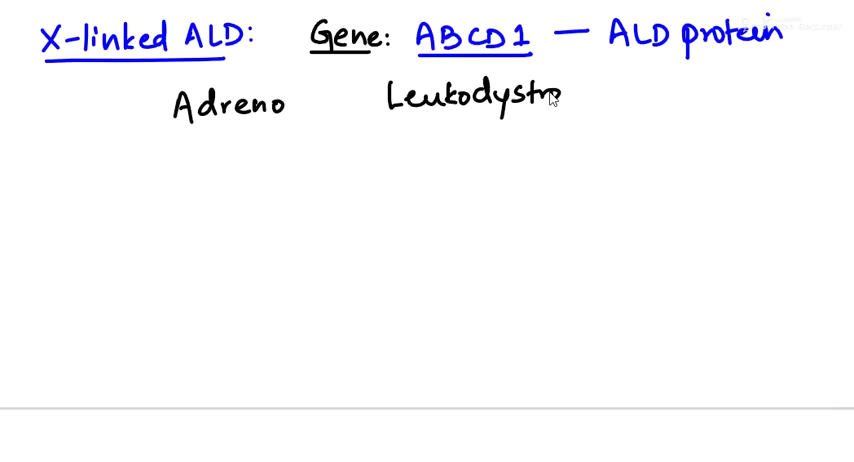 X-linked ALD: Gene: ABCD1 — ALD protein
Adreno Leukodystro